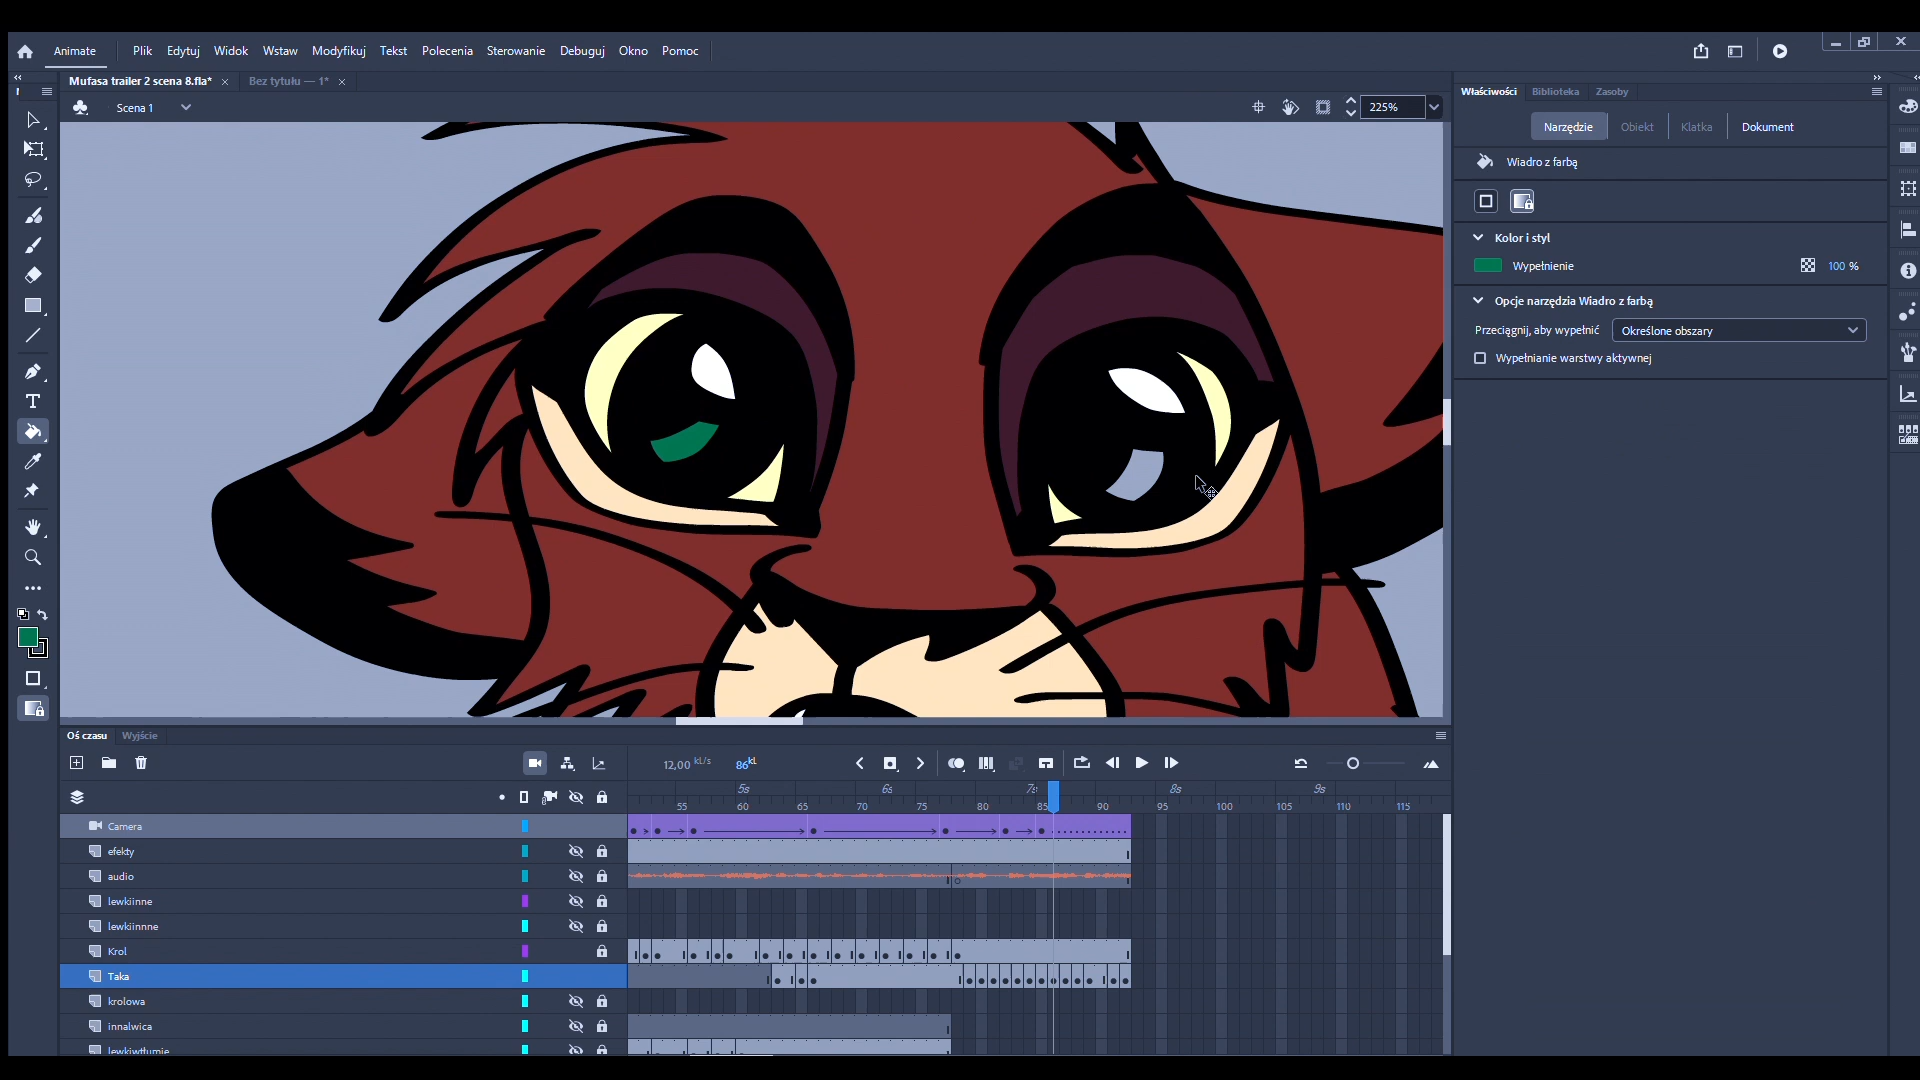 Animate Plik Edytuj Widok Wstaw Modyfikuj Tekst Polecenia Sterowanie Debuguj Okno Pomoc
Mufasa trailer 2 scena 8.fla* Bez tytułu — 1*
Scena 1
225%
Właściwości Biblioteka Zasoby
Narzędzie Obiekt Klatka Dokument
Wiadro z farbą
Kolor i styl
Wypełnienie 100 %
Opcje narzędzia Wiadro z farbą
Przeciągnij, aby wypełnić Określone obszary
Wypełnianie warstwy aktywnej
Oś czasu Wyjście
12,00 kL/s 86kL
5s 6s 7s 8s 9s
55 60 65 70 75 80 85 90 95 100 105 110 115
Camera
efekty
audio
lewkiinne
lewkiinnne
Krol
Taka
krolowa
innalwica
lewkiwtłumie